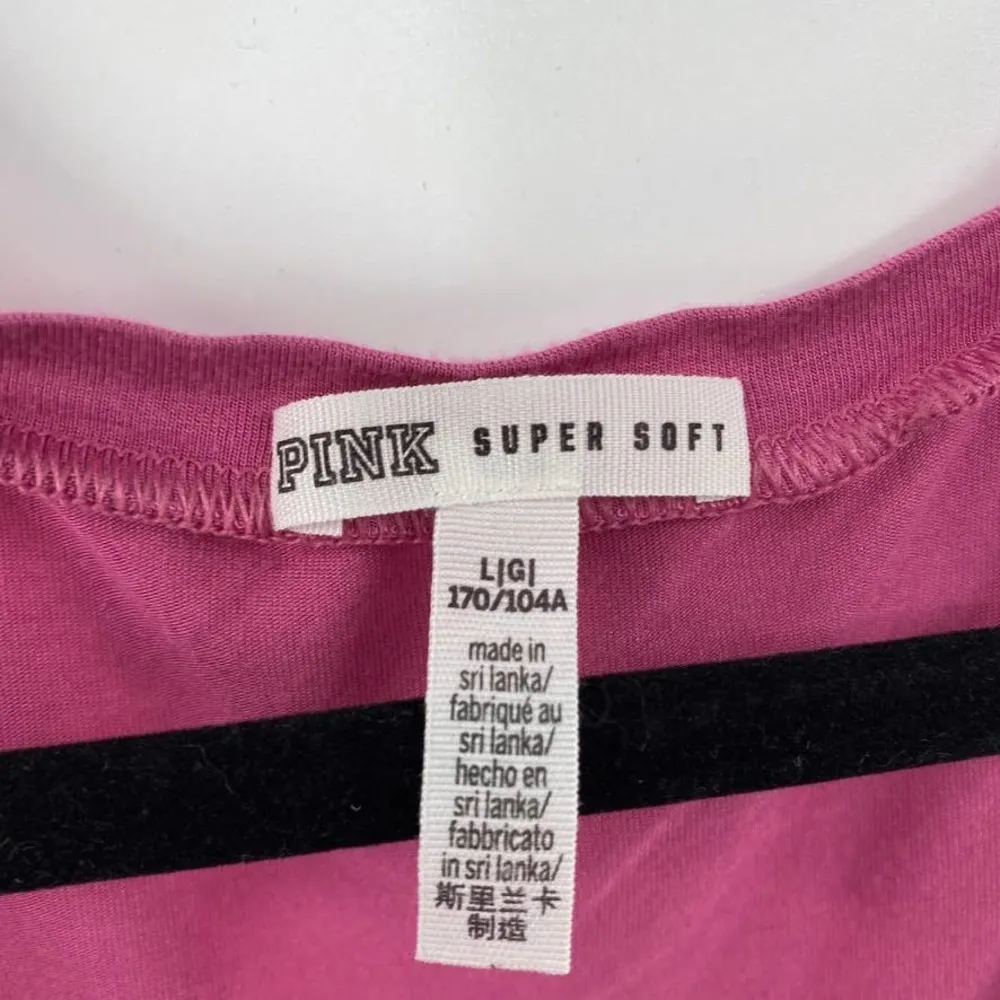 PINK SUPER SOFT
L|G|
170/104A
made in
sri lanka/
fabriqué au
sri lanka/
hecho en
sri lanka/
fabbricato
in sri lanka/
斯里兰卡
制造